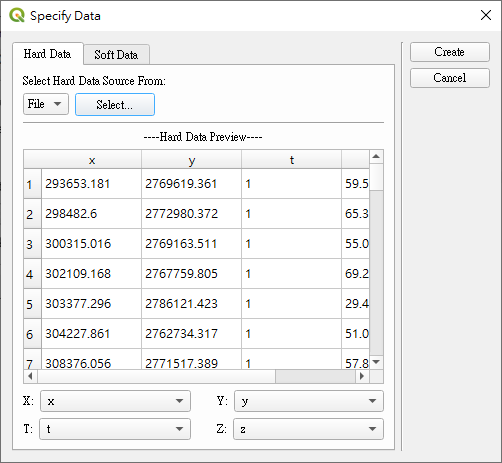 Specify Data
Hard Data Soft Data
Create
Cancel
Select Hard Data Source From:
File Select...
----Hard Data Preview----
x y t
1 293653.181 2769619.361 1 59.5
2 298482.6 2772980.372 1 65.3
3 300315.016 2769163.511 1 55.0
4 302109.168 2767759.805 1 69.2
5 303377.296 2786121.423 1 29.4
6 304227.861 2762734.317 1 51.0
7 308376.056 2771517.389 1 57.8
X: x Y: y
T: t Z: z